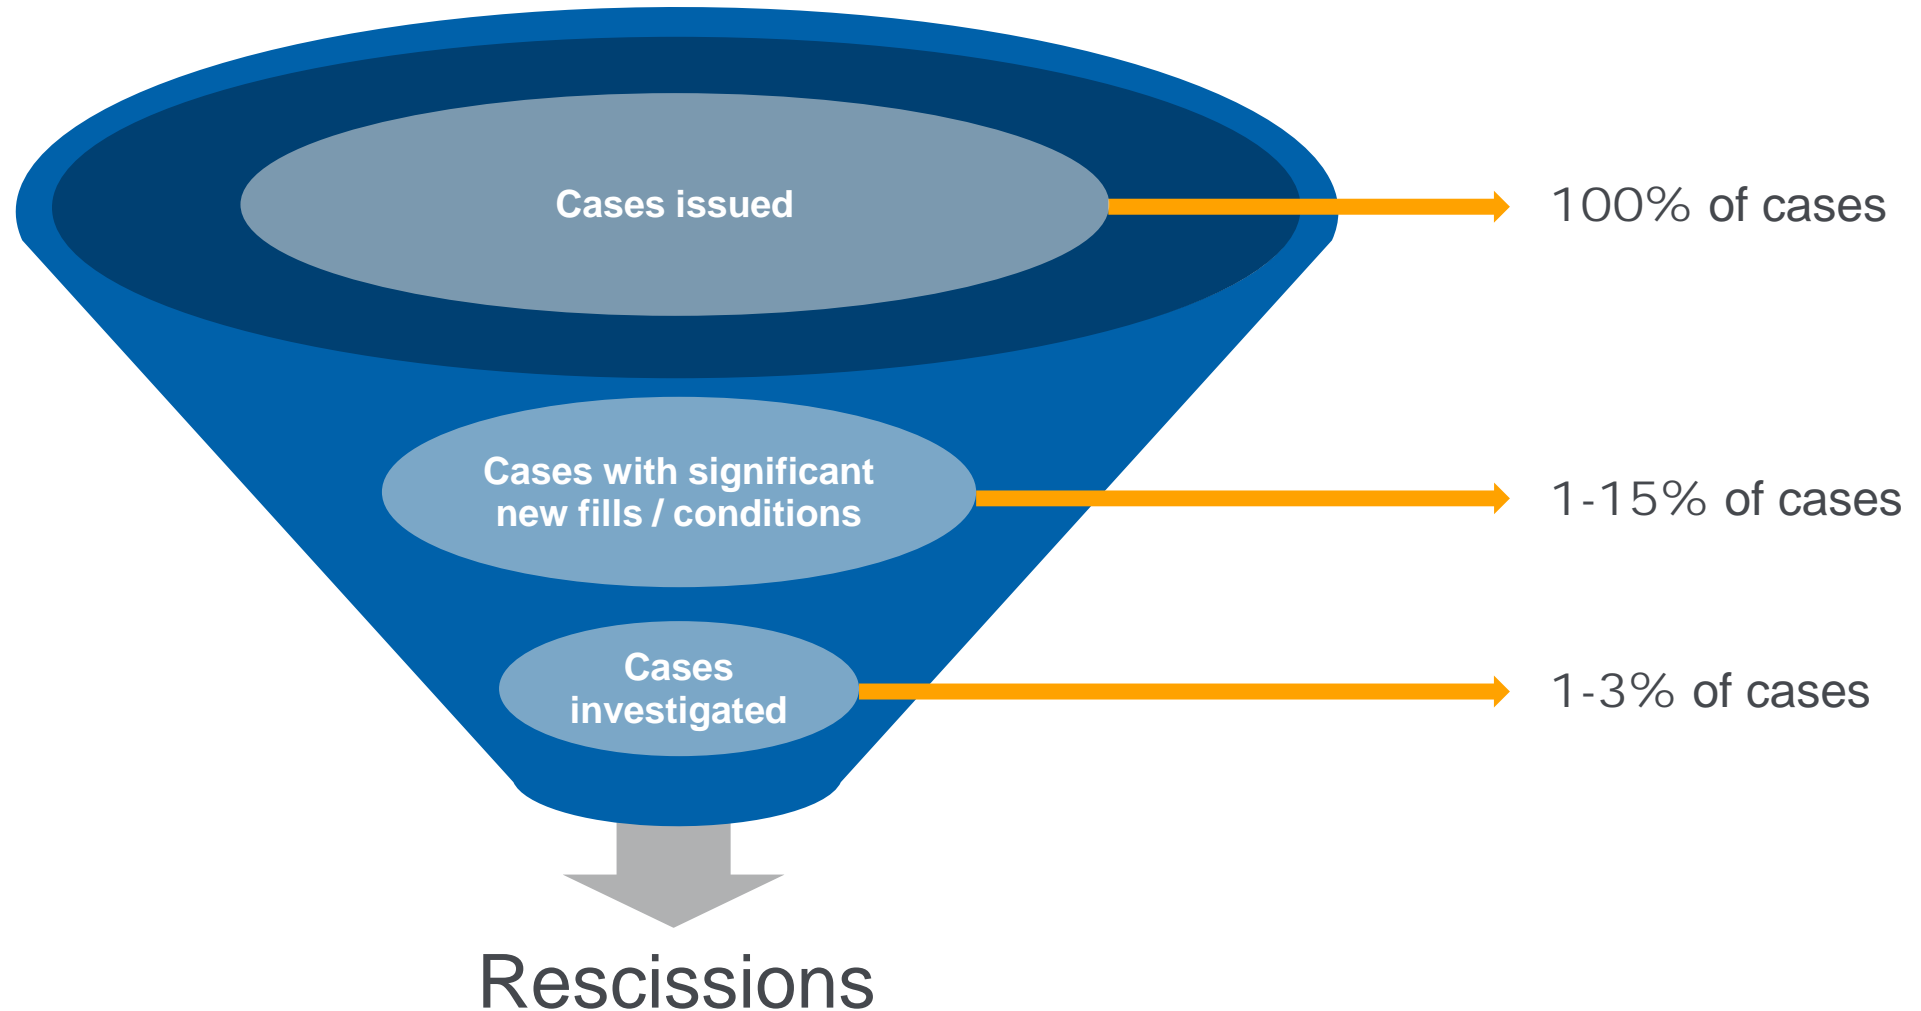 Cases issued
100% of cases
Cases with significant
new fills / conditions
1-15% of cases
Cases
investigated
1-3% of cases
Rescissions